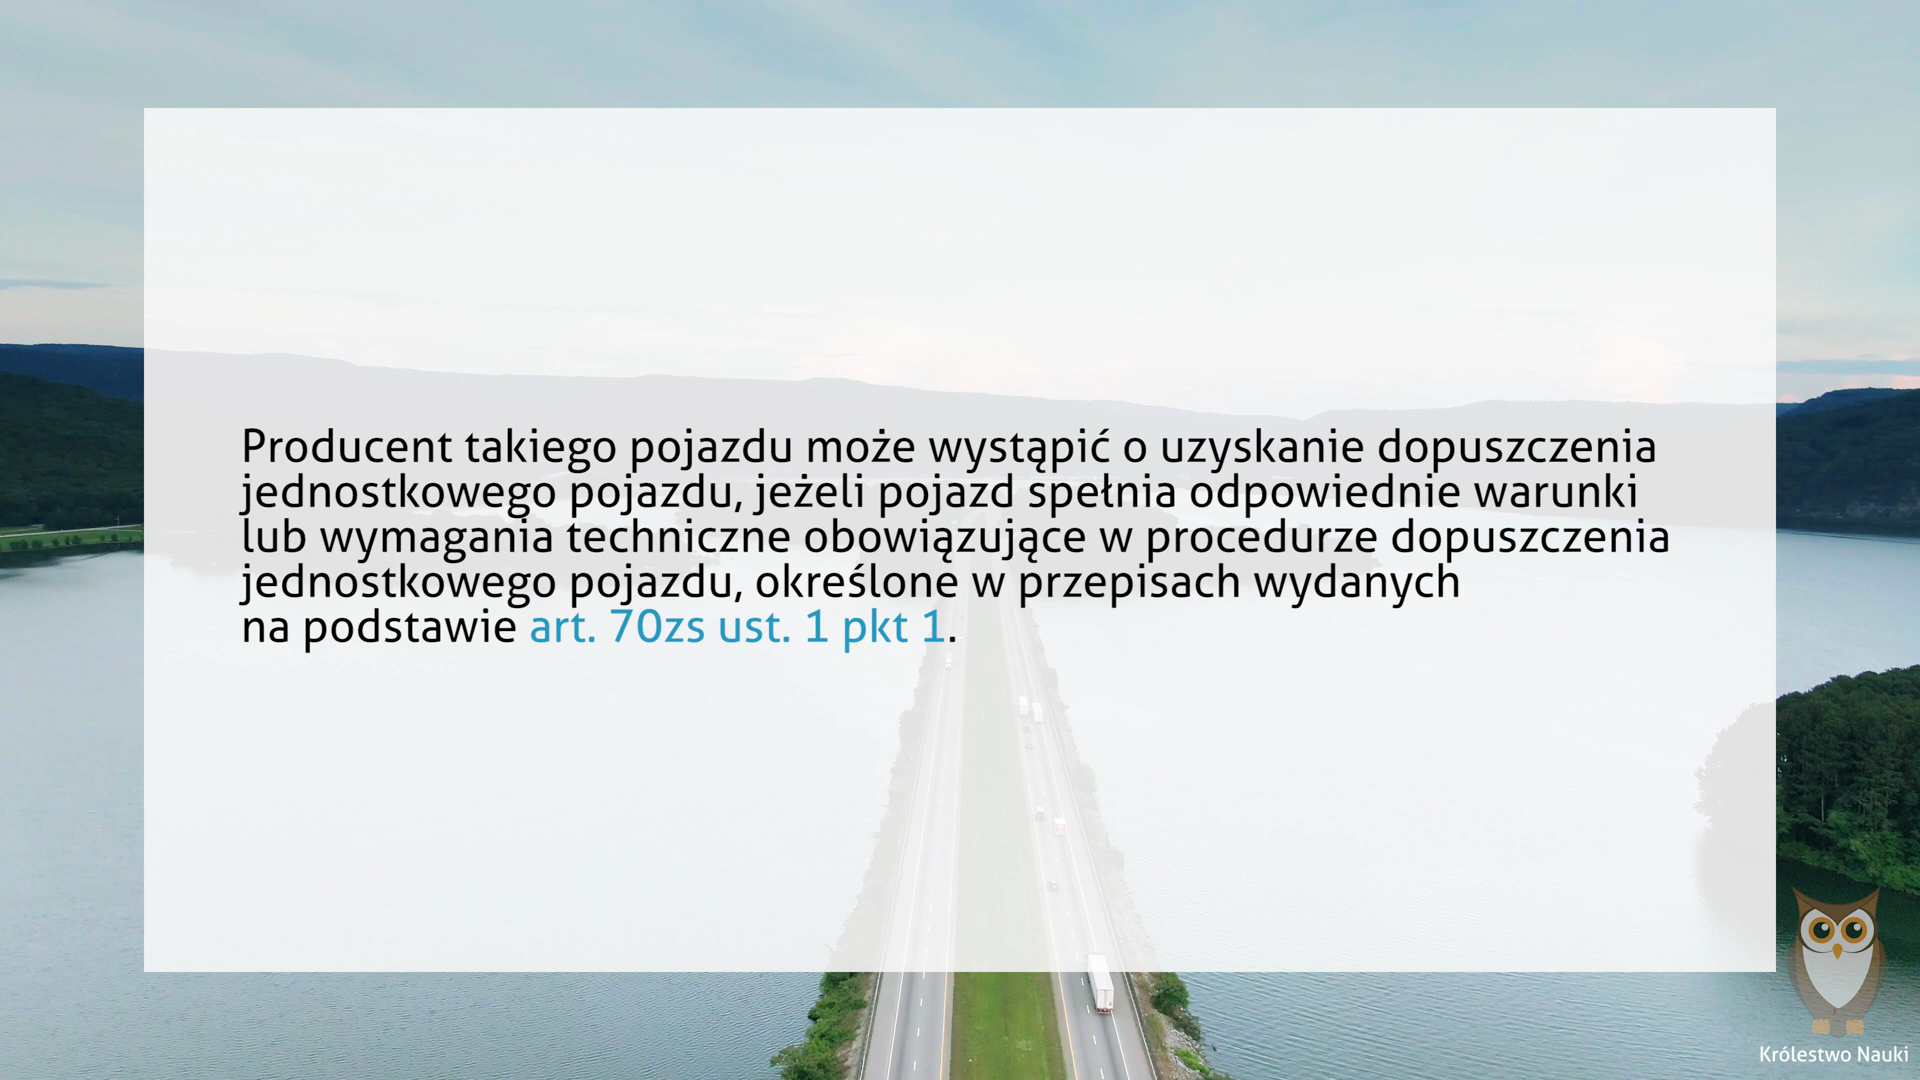 Producent takiego pojazdu może wystąpić o uzyskanie dopuszczenia
jednostkowego pojazdu, jeżeli pojazd spełnia odpowiednie warunki
lub wymagania techniczne obowiązujące w procedurze dopuszczenia
jednostkowego pojazdu, określone w przepisach wydanych
na podstawie art. 70zs ust. 1 pkt 1.
Królestwo Nauki